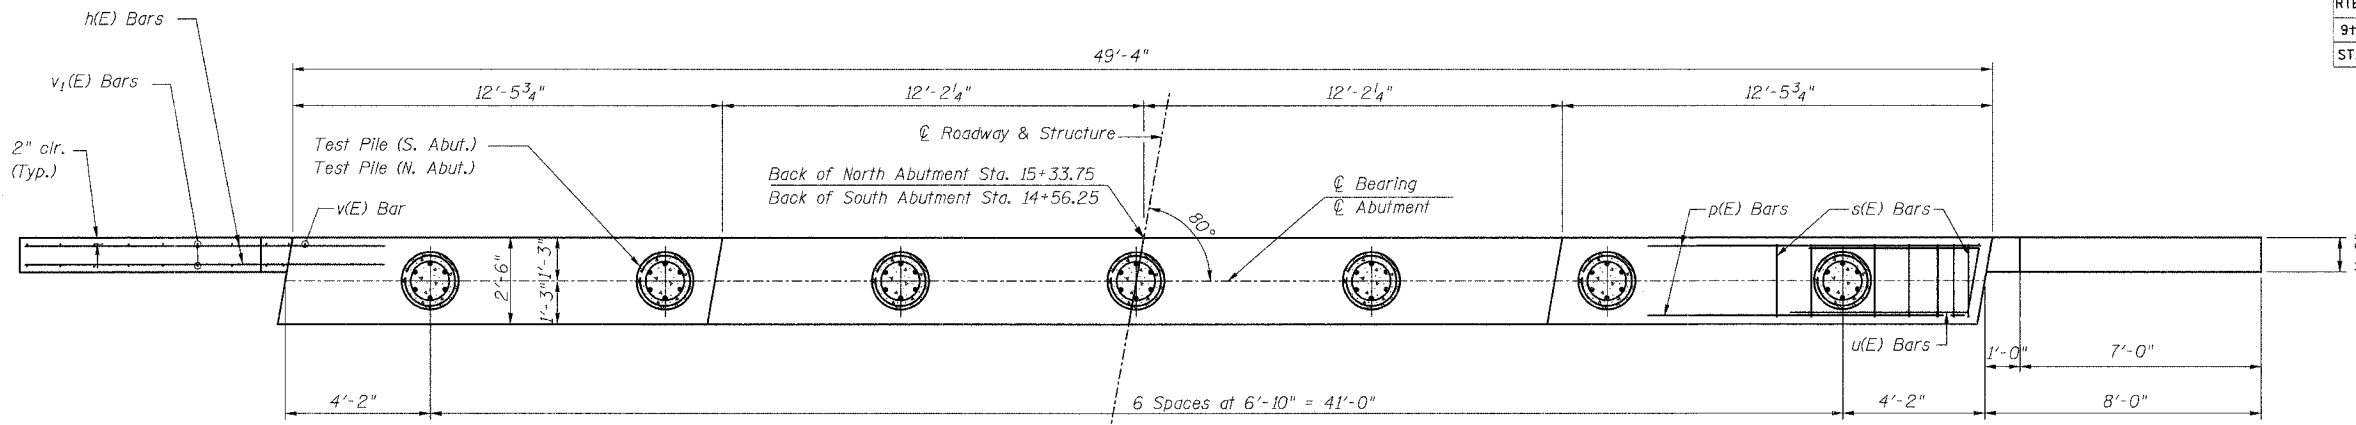 h(E) Bars
v1(E) Bars
2" clr.
(Typ.)
49'-4"
12'-5¾"
12'-2¼"
12'-2¼"
12'-5¾"
℄ Roadway & Structure
Test Pile (S. Abut.)
Test Pile (N. Abut.)
Back of North Abutment Sta. 15+33.75
Back of South Abutment Sta. 14+56.25
℄ Bearing
℄ Abutment
v(E) Bar
80°
p(E) Bars
s(E) Bars
2'-6"
1'-3"
1'-3"
u(E) Bars
1'-0"
7'-0"
4'-2"
6 Spaces at 6'-10" = 41'-0"
4'-2"
8'-0"
9t
ST